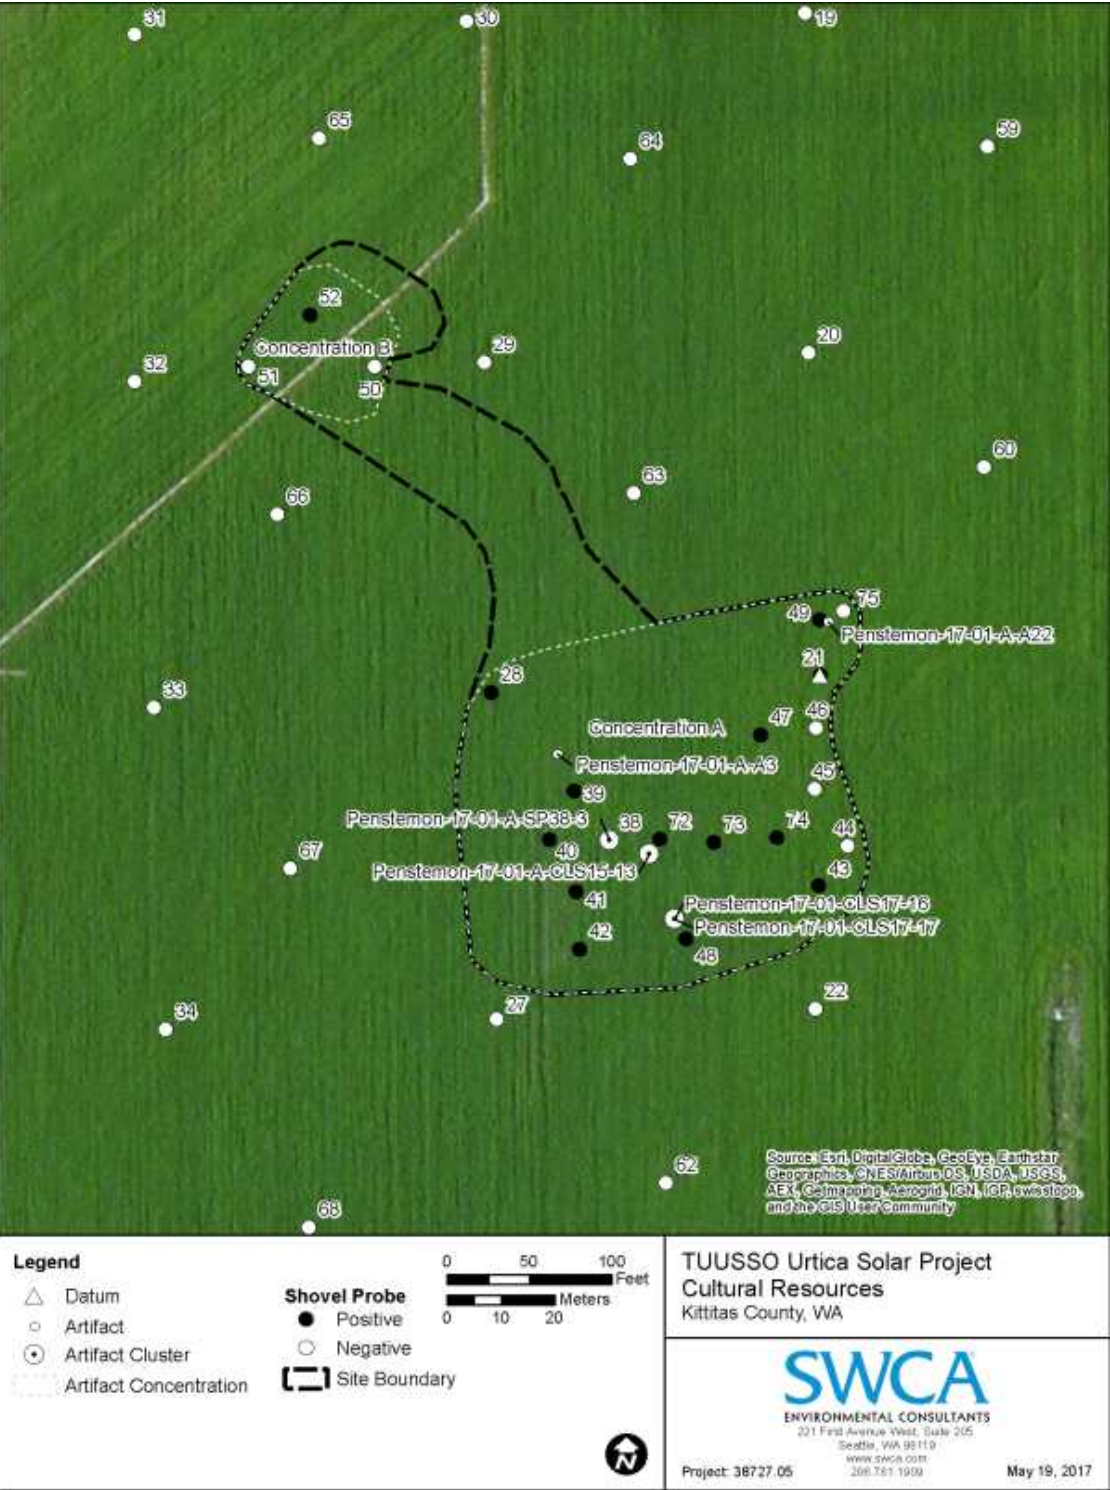 31
30
19
65
64
59
52
Concentration B
51
50
29
20
32
60
63
66
75
49
Penstemon-17-01-A-A22
21
28
33
46
47
Concentration A
Penstemon-17-01-A-A3
45
39
Penstemon-17-01-A-SP38-3
38
72
73
74
44
40
67
Penstemon-17-01-A-CLS15-13
43
41
Penstemon-17-01-CLS17-16
Penstemon-17-01-CLS17-17
42
48
22
27
34
62
68
Source: Esri, DigitalGlobe, GeoEye, Earthstar
Geographics, CNES/Airbus DS, USDA, USGS,
AEX, Getmapping, Aerogrid, IGN, IGP, swisstopo,
and the GIS User Community
Legend
Datum
Artifact
Artifact Cluster
Artifact Concentration
Shovel Probe
Positive
Negative
Site Boundary
0 50 100
Feet
Meters
0 10 20
N
TUUSSO Urtica Solar Project
Cultural Resources
Kittitas County, WA
SWCA
ENVIRONMENTAL CONSULTANTS
221 First Avenue West, Suite 205
Seattle, WA 98119
www.swca.com
206.781.1909
Project: 38727.05
May 19, 2017